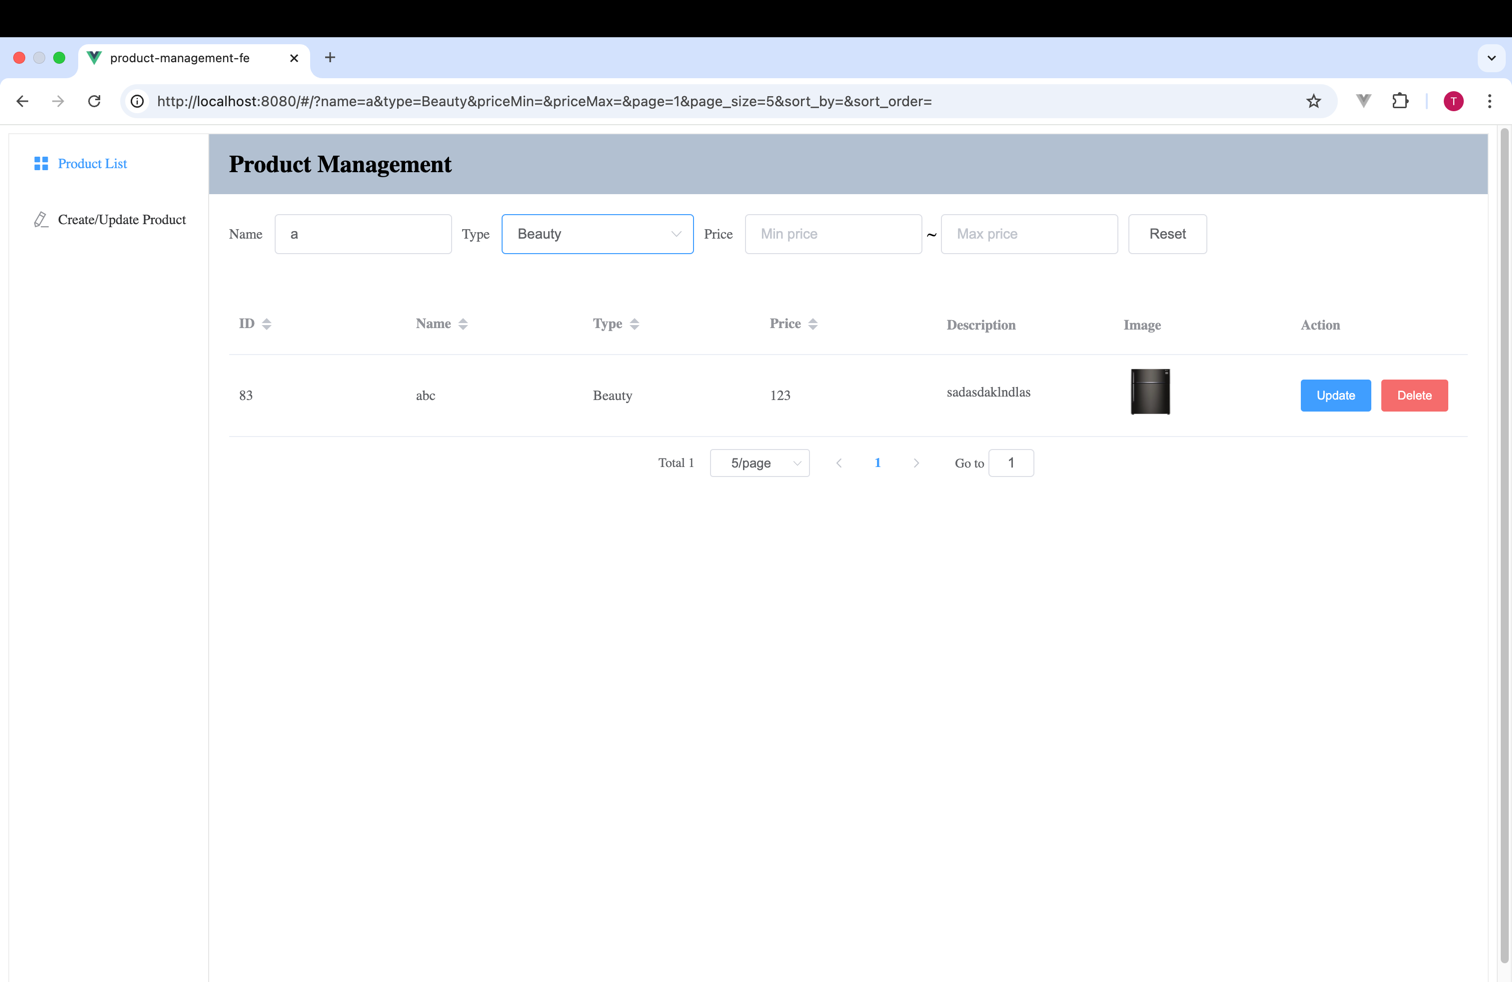 product-management-fe
http://localhost:8080/#/?name=a&type=Beauty&priceMin=&priceMax=&page=1&page_size=5&sort_by=&sort_order=
T
Product List
Create/Update Product
Product Management
Name a Type Beauty Price Min price ~ Max price Reset
ID Name Type Price Description Image Action
83 abc Beauty 123 sadasdaklndlas Update Delete
Total 1 5/page 1 Go to 1